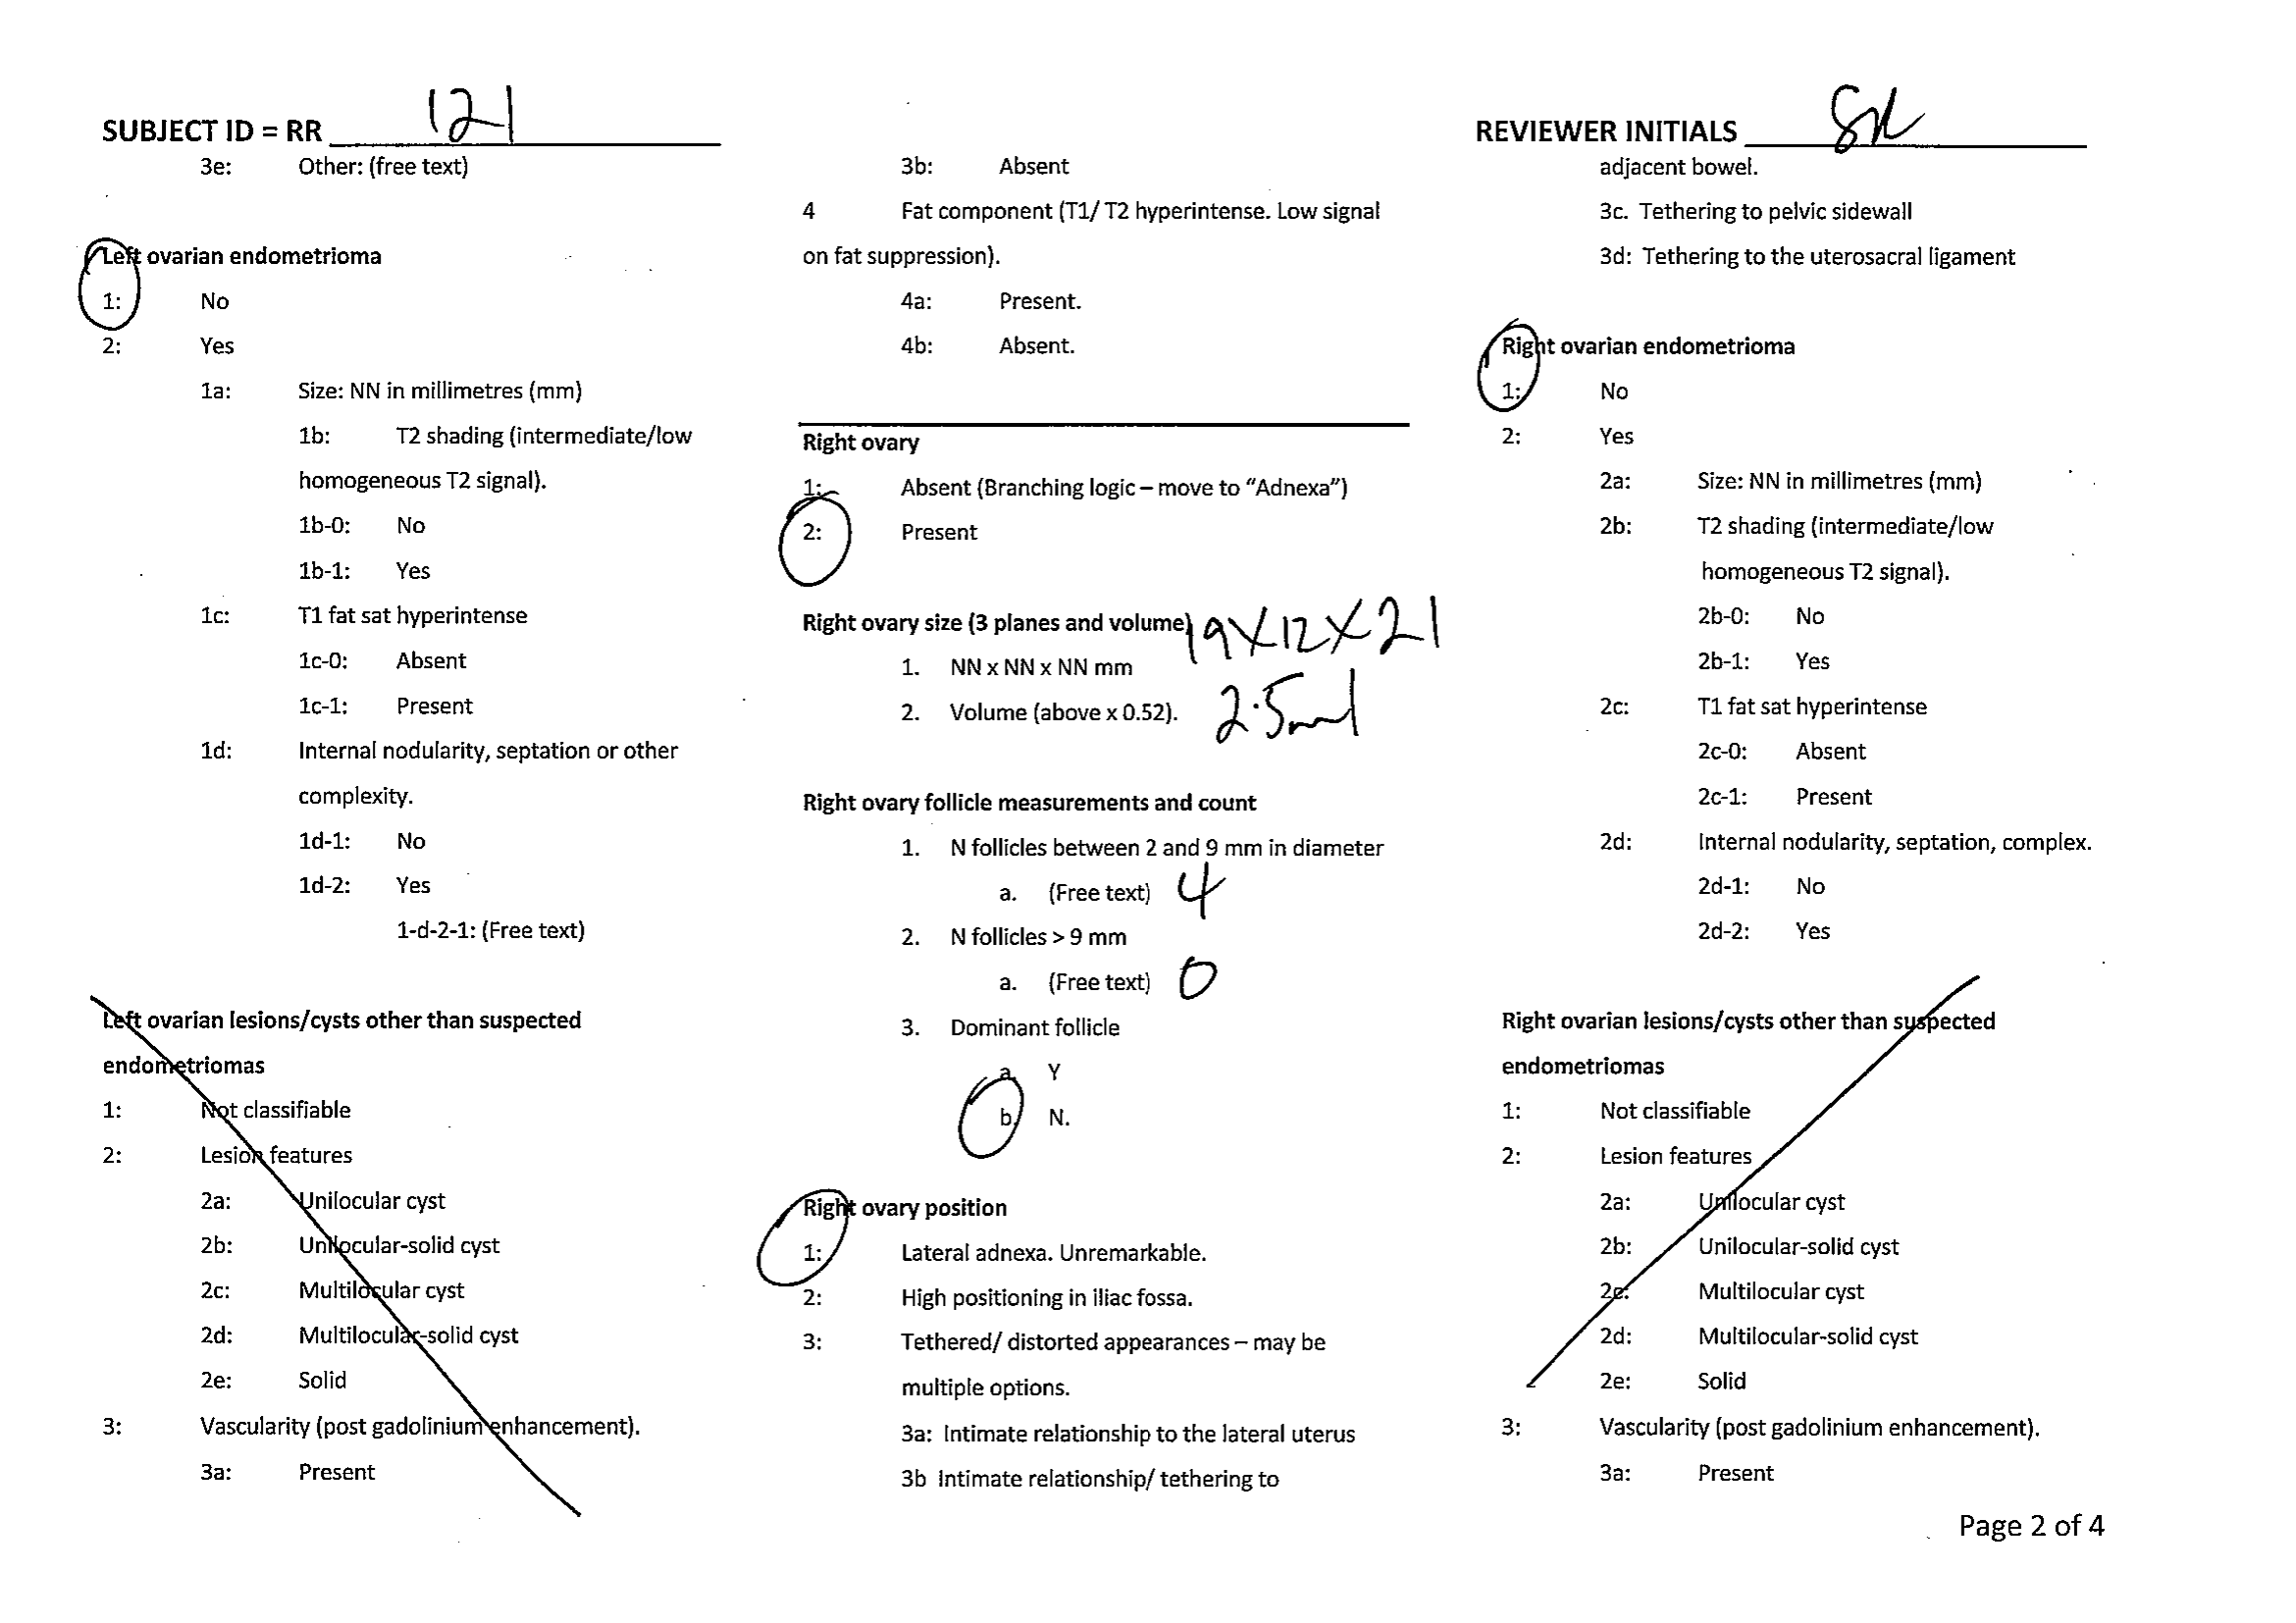 SUBJECT ID = RR 121
3e: Other: (free text)
Left ovarian endometrioma
1: No
2: Yes
1a: Size: NN in millimetres (mm)
1b: T2 shading (intermediate/low
homogeneous T2 signal).
1b-0: No
1b-1: Yes
1c: T1 fat sat hyperintense
1c-0: Absent
1c-1: Present
1d: Internal nodularity, septation or other
complexity.
1d-1: No
1d-2: Yes
1-d-2-1: (Free text)
Left ovarian lesions/cysts other than suspected
endometriomas
1: Not classifiable
2: Lesion features
2a: Unilocular cyst
2b: Unilocular-solid cyst
2c: Multilocular cyst
2d: Multilocular-solid cyst
2e: Solid
3: Vascularity (post gadolinium enhancement).
3a: Present
3b: Absent
4 Fat component (T1/ T2 hyperintense. Low signal
on fat suppression).
4a: Present.
4b: Absent.
Right ovary
1: Absent (Branching logic – move to “Adnexa”)
2: Present
Right ovary size (3 planes and volume) 19X12X21
1. NN x NN x NN mm
2. Volume (above x 0.52). 2.5ml
Right ovary follicle measurements and count
1. N follicles between 2 and 9 mm in diameter
a. (Free text) 4
2. N follicles > 9 mm
a. (Free text) 0
3. Dominant follicle
a. Y
b. N.
Right ovary position
1: Lateral adnexa. Unremarkable.
2: High positioning in iliac fossa.
3: Tethered/ distorted appearances – may be
multiple options.
3a: Intimate relationship to the lateral uterus
3b Intimate relationship/ tethering to
REVIEWER INITIALS
adjacent bowel.
3c. Tethering to pelvic sidewall
3d: Tethering to the uterosacral ligament
Right ovarian endometrioma
1: No
2: Yes
2a: Size: NN in millimetres (mm)
2b: T2 shading (intermediate/low
homogeneous T2 signal).
2b-0: No
2b-1: Yes
2c: T1 fat sat hyperintense
2c-0: Absent
2c-1: Present
2d: Internal nodularity, septation, complex.
2d-1: No
2d-2: Yes
Right ovarian lesions/cysts other than suspected
endometriomas
1: Not classifiable
2: Lesion features
2a: Unilocular cyst
2b: Unilocular-solid cyst
2c: Multilocular cyst
2d: Multilocular-solid cyst
2e: Solid
3: Vascularity (post gadolinium enhancement).
3a: Present
Page 2 of 4